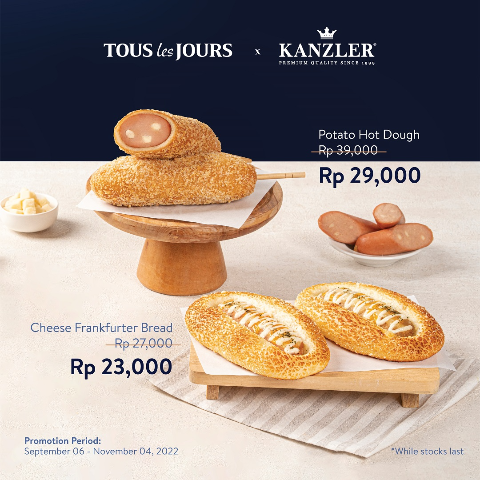 TOUS les JOURS x KANZLER
PREMIUM QUALITY SINCE 1990
Potato Hot Dough
Rp 39,000
Rp 29,000
Cheese Frankfurter Bread
Rp 27,000
Rp 23,000
Promotion Period:
September 06 - November 04, 2022
*While stocks last